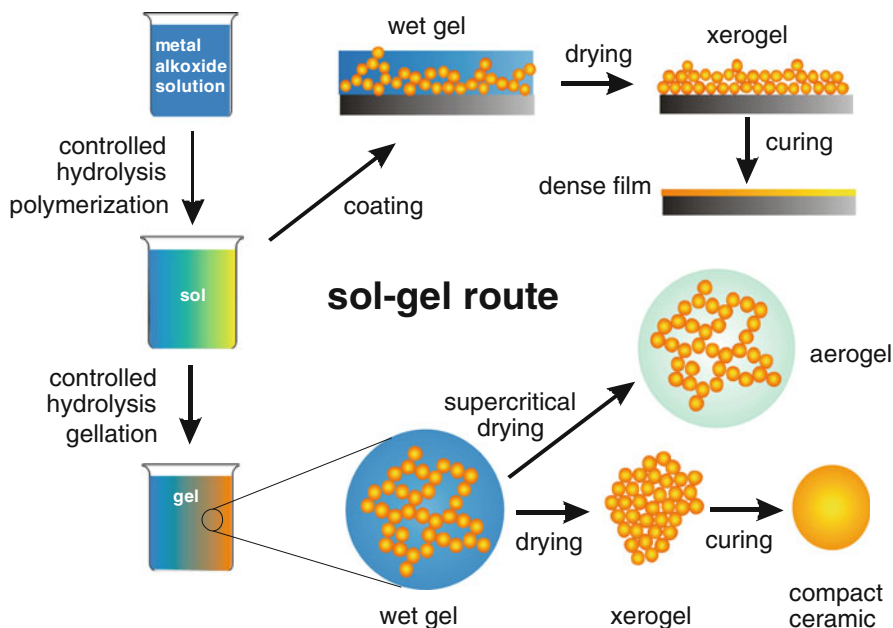 metal
alkoxide
solution
controlled
hydrolysis
polymerization
sol
controlled
hydrolysis
gellation
gel
coating
wet gel
drying
xerogel
curing
dense film
sol-gel route
supercritical
drying
aerogel
wet gel
drying
xerogel
curing
compact
ceramic